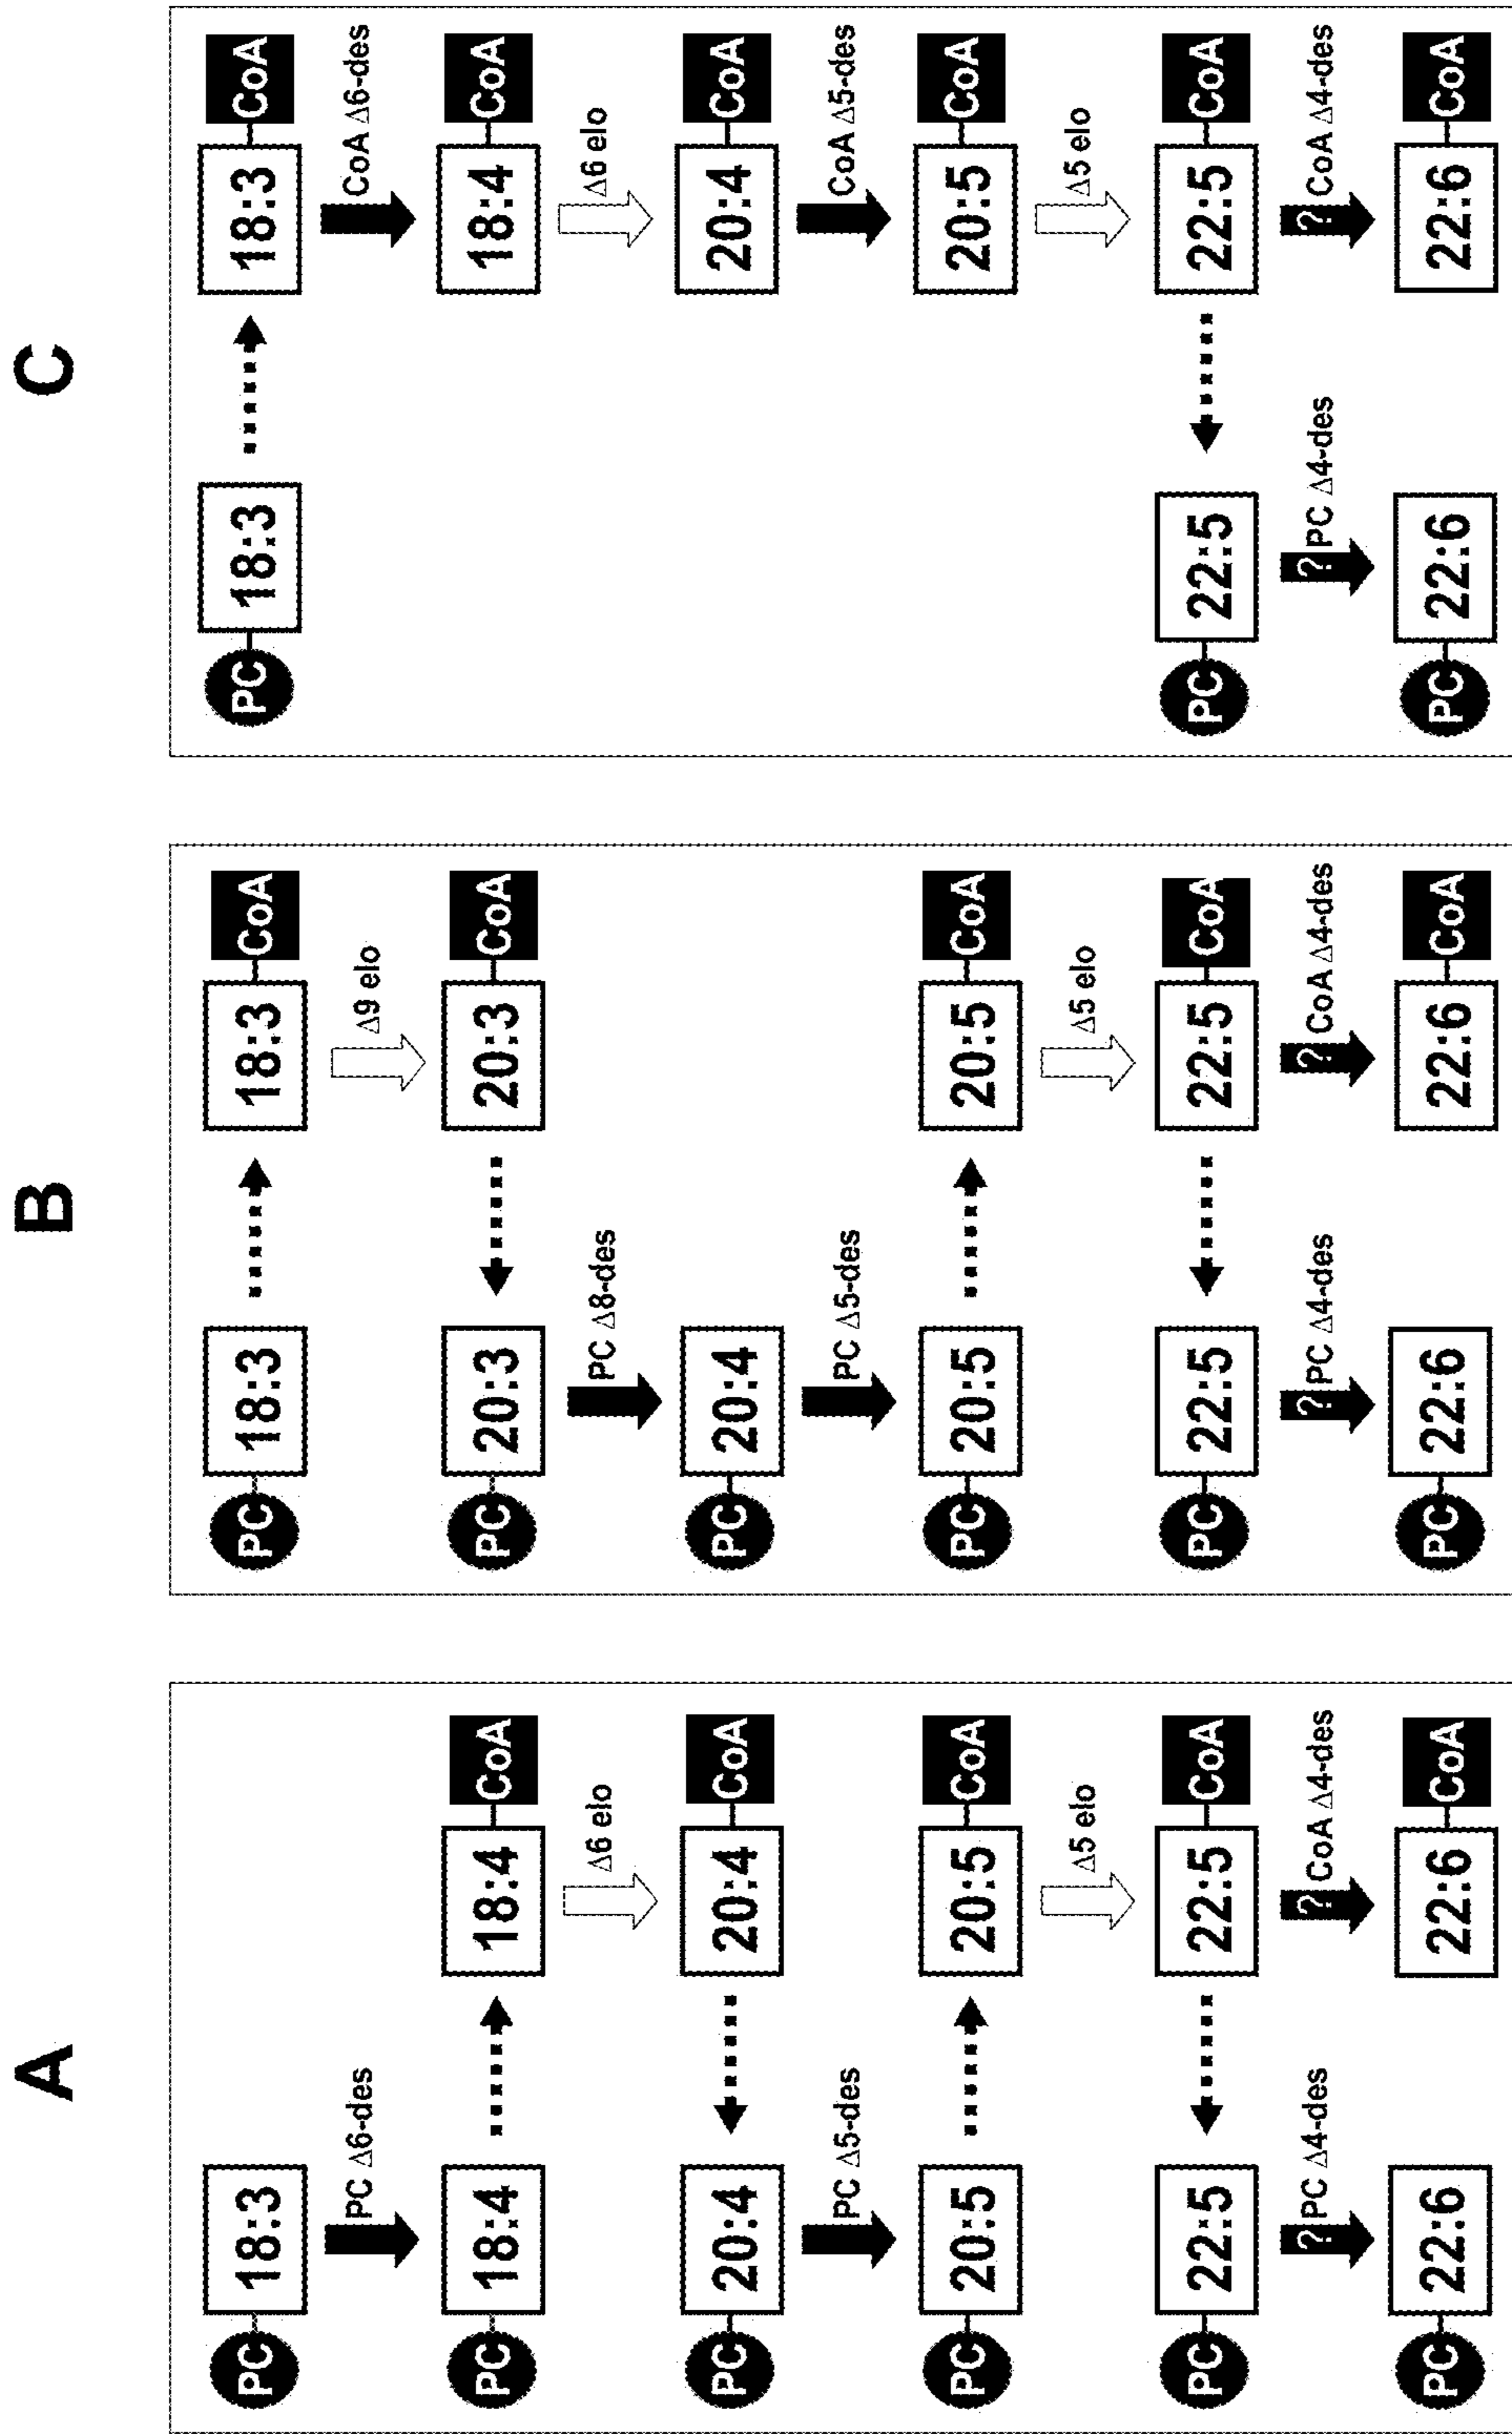 A
PC 18:3
PC Δ6-des
PC 18:4 18:4 CoA
Δ6 elo
PC 20:4 20:4 CoA
PC Δ5-des
PC 20:5 20:5 CoA
Δ5 elo
PC 22:5 22:5 CoA
? PC Δ4-des ? CoA Δ4-des
PC 22:6 22:6 CoA
B
PC 18:3 18:3 CoA
Δ9 elo
PC 20:3 20:3 CoA
PC Δ8-des
PC 20:4
PC Δ5-des
PC 20:5 20:5 CoA
Δ5 elo
PC 22:5 22:5 CoA
? PC Δ4-des ? CoA Δ4-des
PC 22:6 22:6 CoA
C
PC 18:3 18:3 CoA
CoA Δ6-des
18:4 CoA
Δ6 elo
20:4 CoA
CoA Δ5-des
20:5 CoA
Δ5 elo
PC 22:5 22:5 CoA
? PC Δ4-des ? CoA Δ4-des
PC 22:6 22:6 CoA